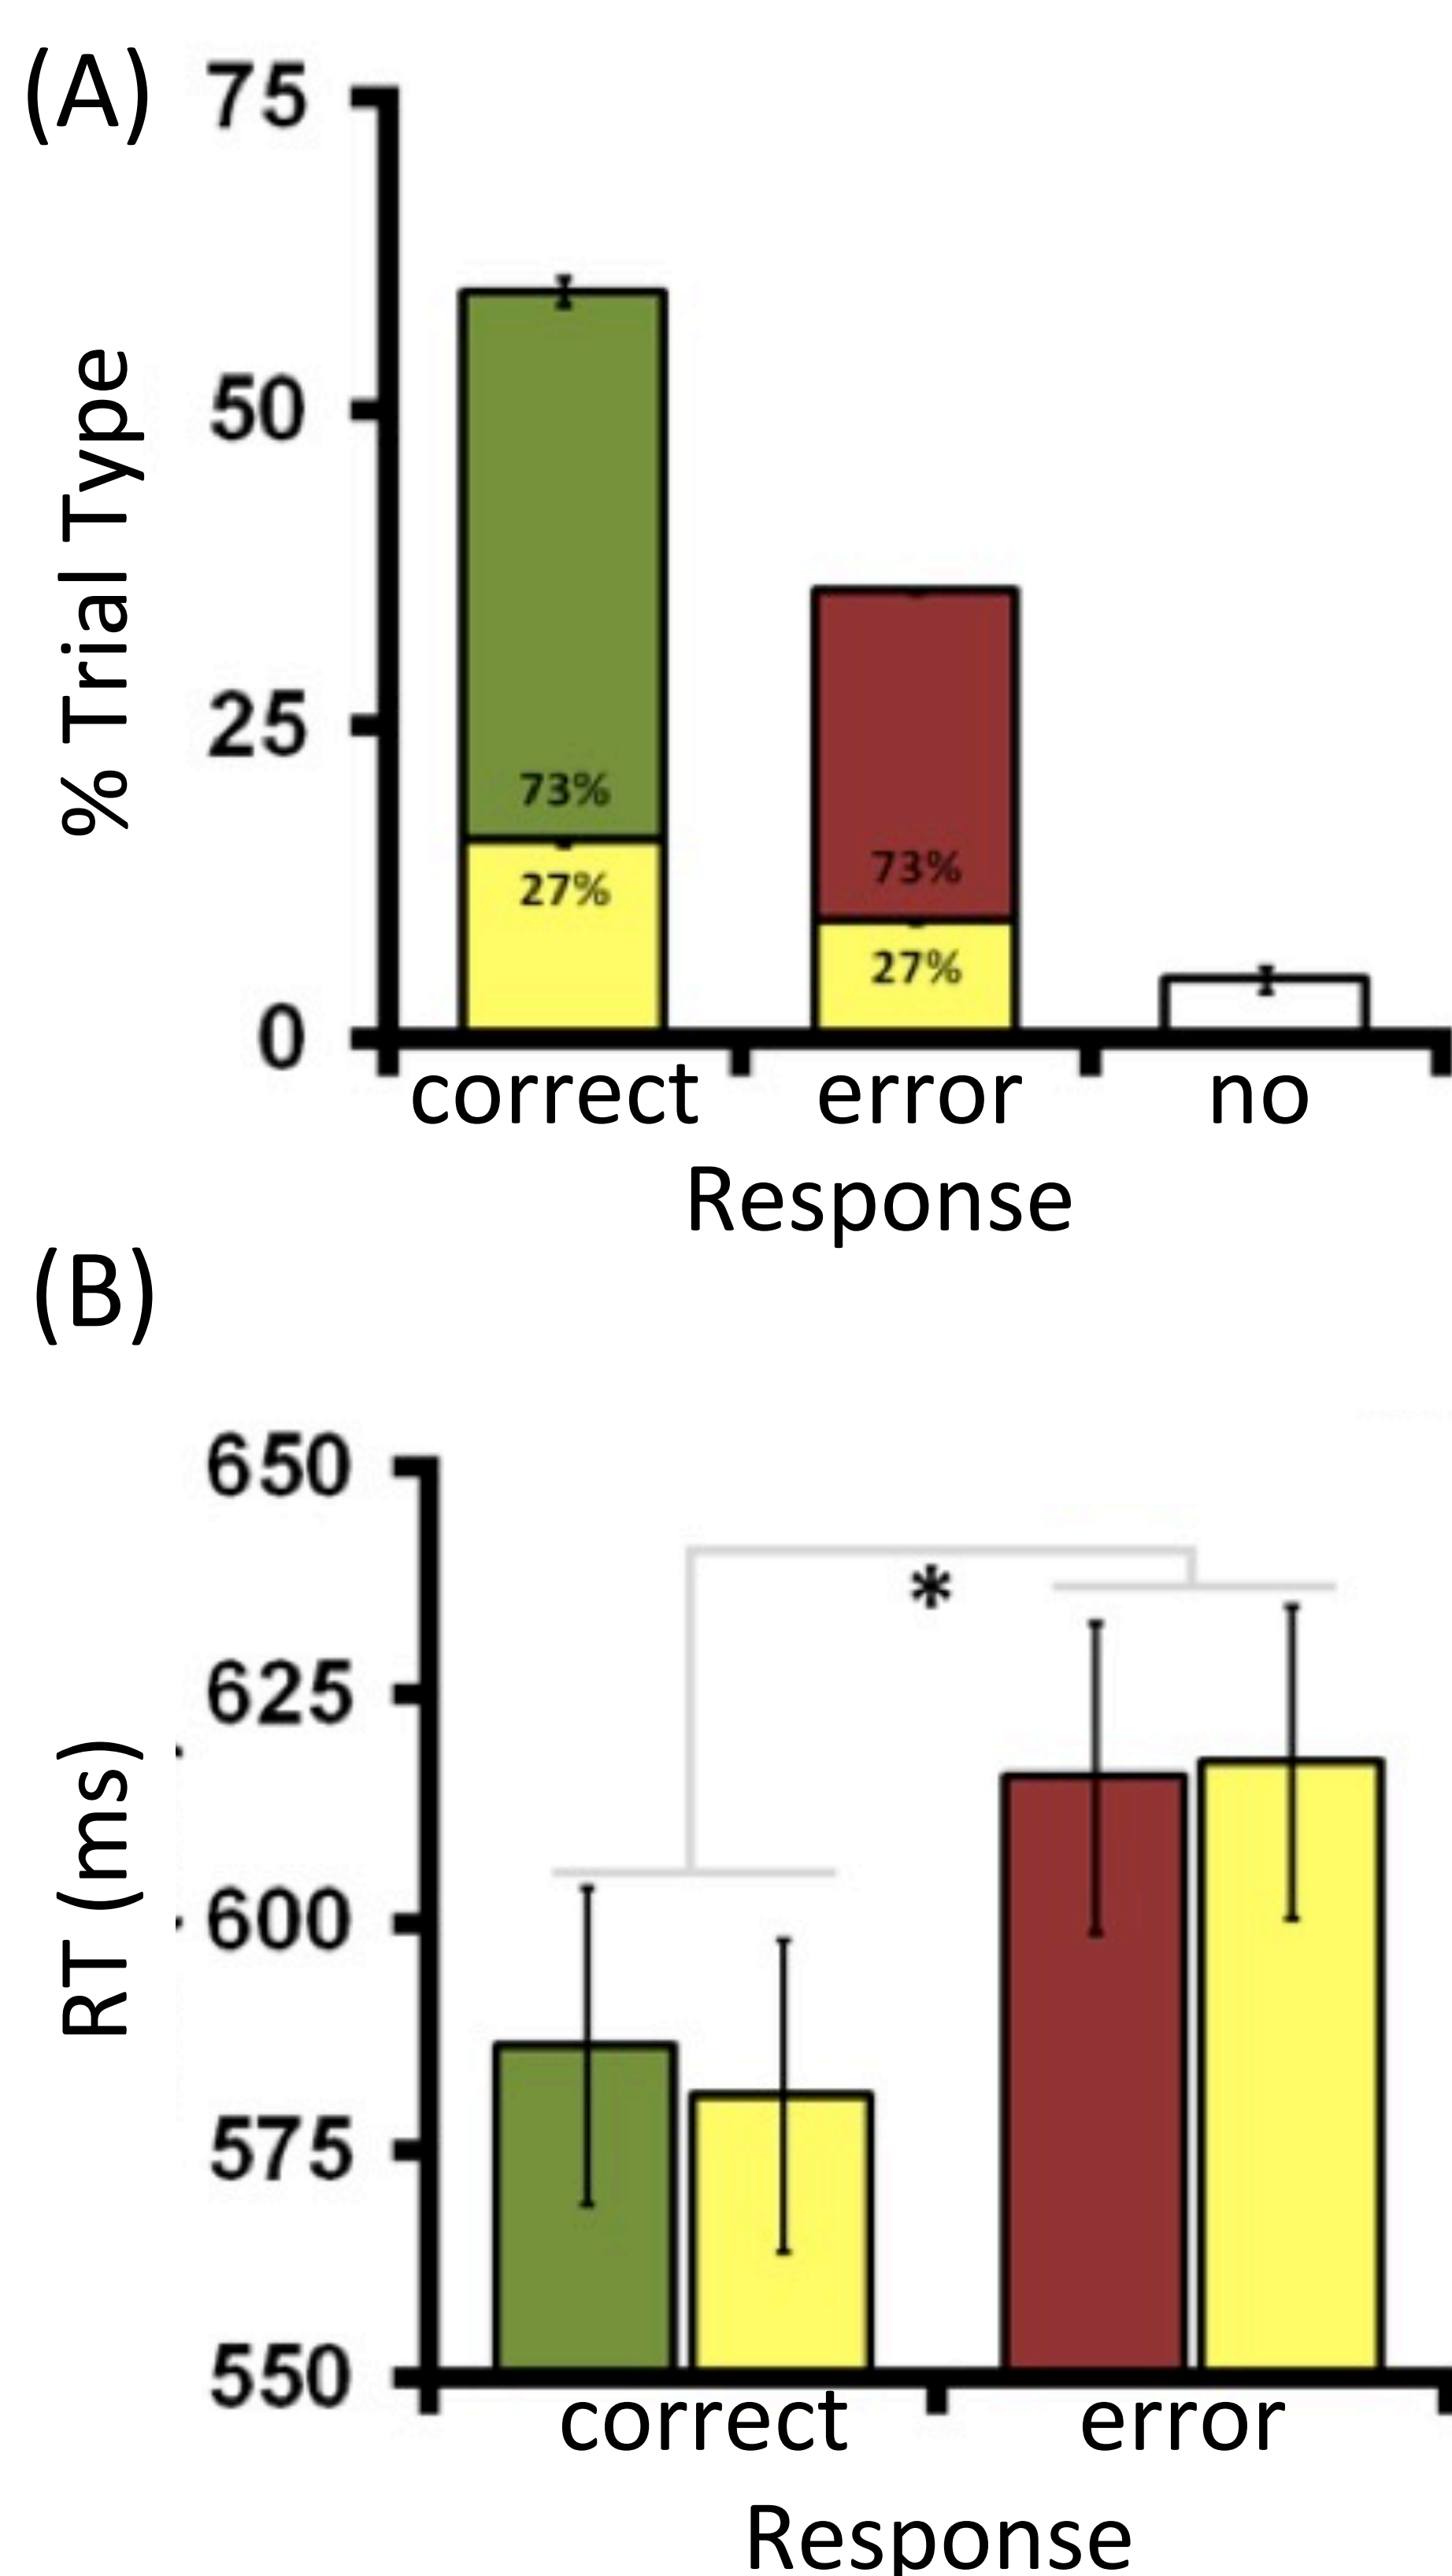 (A)
75
50
25
0
% Trial Type
73%
27%
73%
27%
correct error no
Response
(B)
650
625
600
575
550
RT (ms)
*
correct error
Response